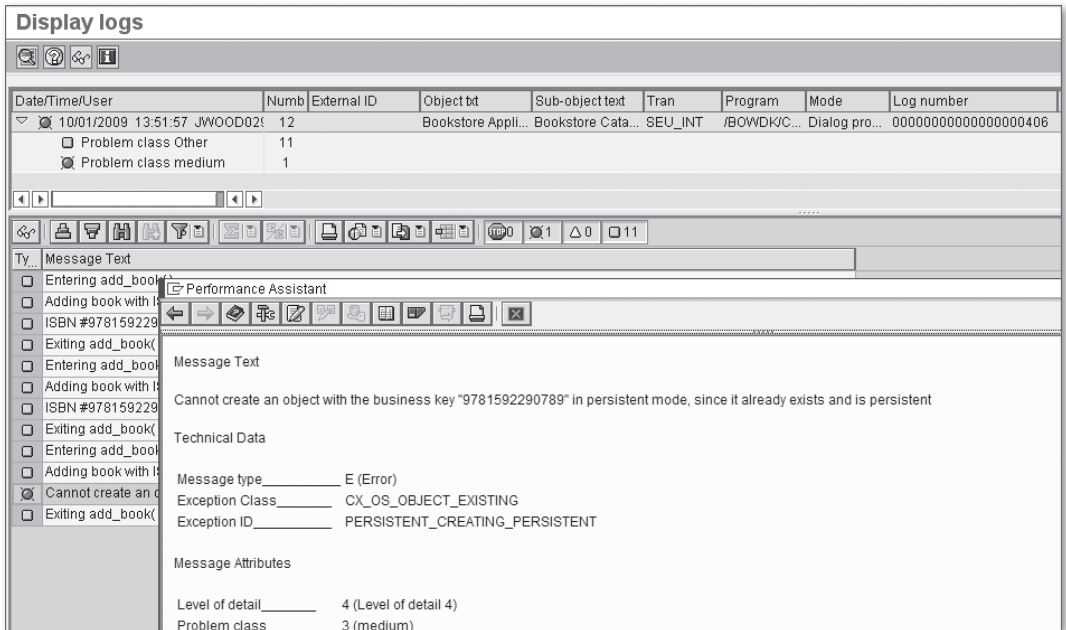 Display logs
Date/Time/User Numb External ID Object txt Sub-object text Tran Program Mode Log number
10/01/2009 13:51:57 JWOOD02 12 Bookstore Appli... Bookstore Cata... SEU_INT /BOWDK/C... Dialog pro... 00000000000000000406
Problem class Other 11
Problem class medium 1
STOP 0 1 0 11
Ty... Message Text
Entering add_book()
Adding book with IS
ISBN #978159229
Exiting add_book(
Entering add_book
Adding book with IS
ISBN #978159229
Exiting add_book(
Entering add_book
Adding book with IS
Cannot create an o
Exiting add_book(
Performance Assistant
Message Text
Cannot create an object with the business key "9781592290789" in persistent mode, since it already exists and is persistent
Technical Data
Message type___________ E (Error)
Exception Class_______ CX_OS_OBJECT_EXISTING
Exception ID__________ PERSISTENT_CREATING_PERSISTENT
Message Attributes
Level of detail_______ 4 (Level of detail 4)
Problem class 3 (medium)